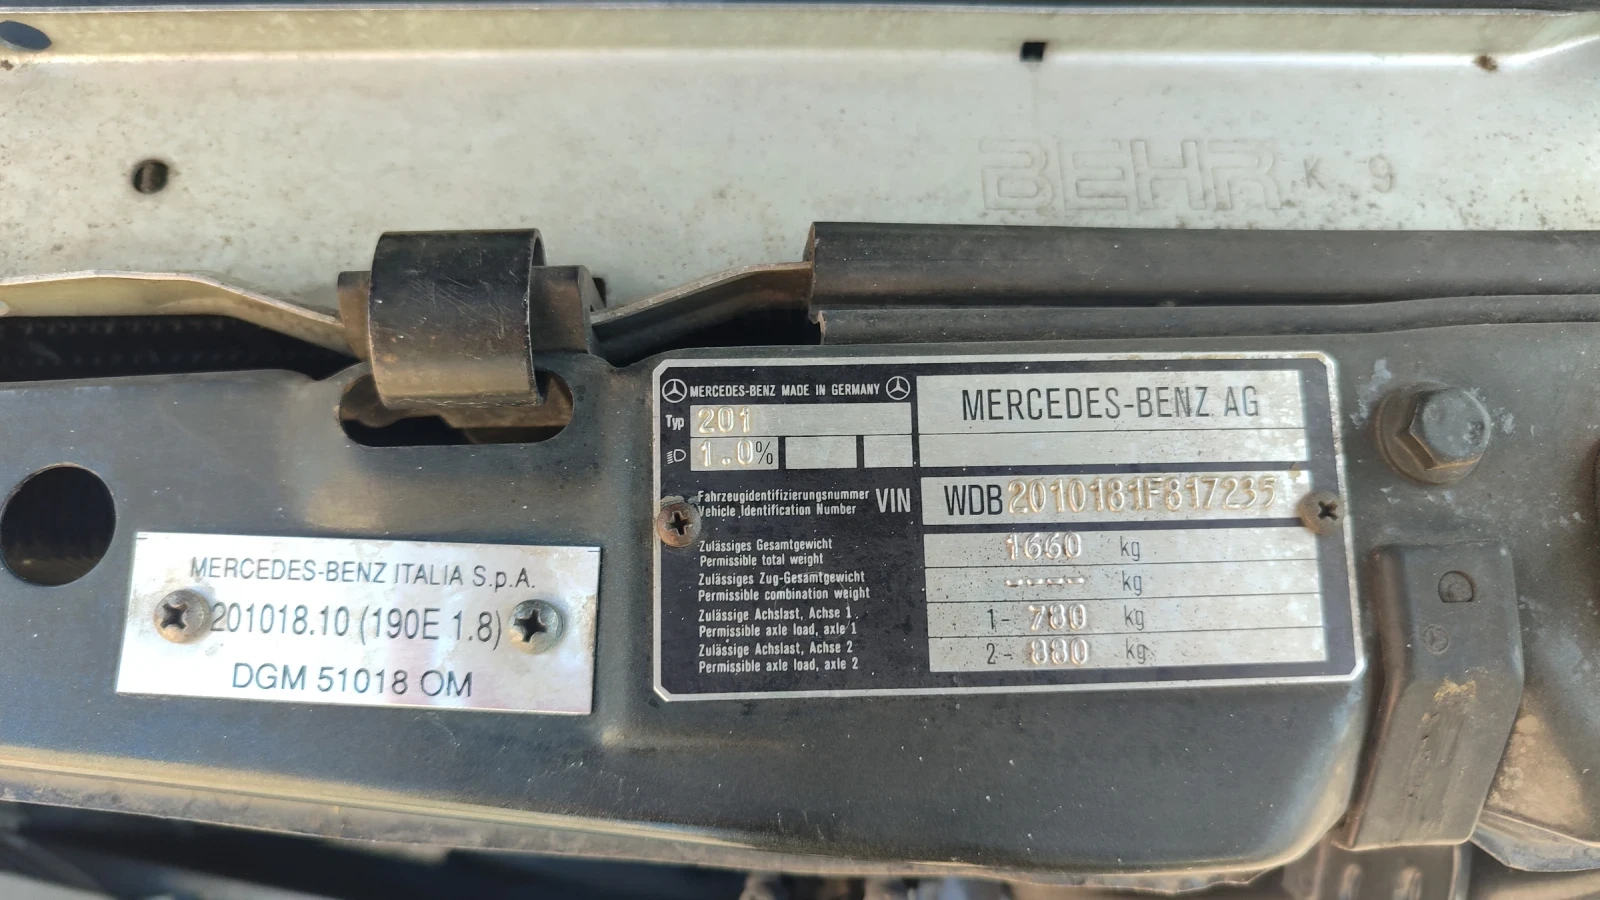 BEHR K 9
MERCEDES-BENZ MADE IN GERMANY
MERCEDES-BENZ AG
Typ 201
1.0%
Fahrzeugidentifizierungsnummer
Vehicle Identification Number
VIN WDB2010181F817235
Zulässiges Gesamtgewicht
Permissible total weight
1660 kg
Zulässiges Zug-Gesamtgewicht
Permissible combination weight
---- kg
Zulässige Achslast, Achse 1
Permissible axle load, axle 1
1- 780 kg
Zulässige Achslast, Achse 2
Permissible axle load, axle 2
2- 880 kg
MERCEDES-BENZ ITALIA S.p.A.
201018.10 (190E 1.8)
DGM 51018 OM